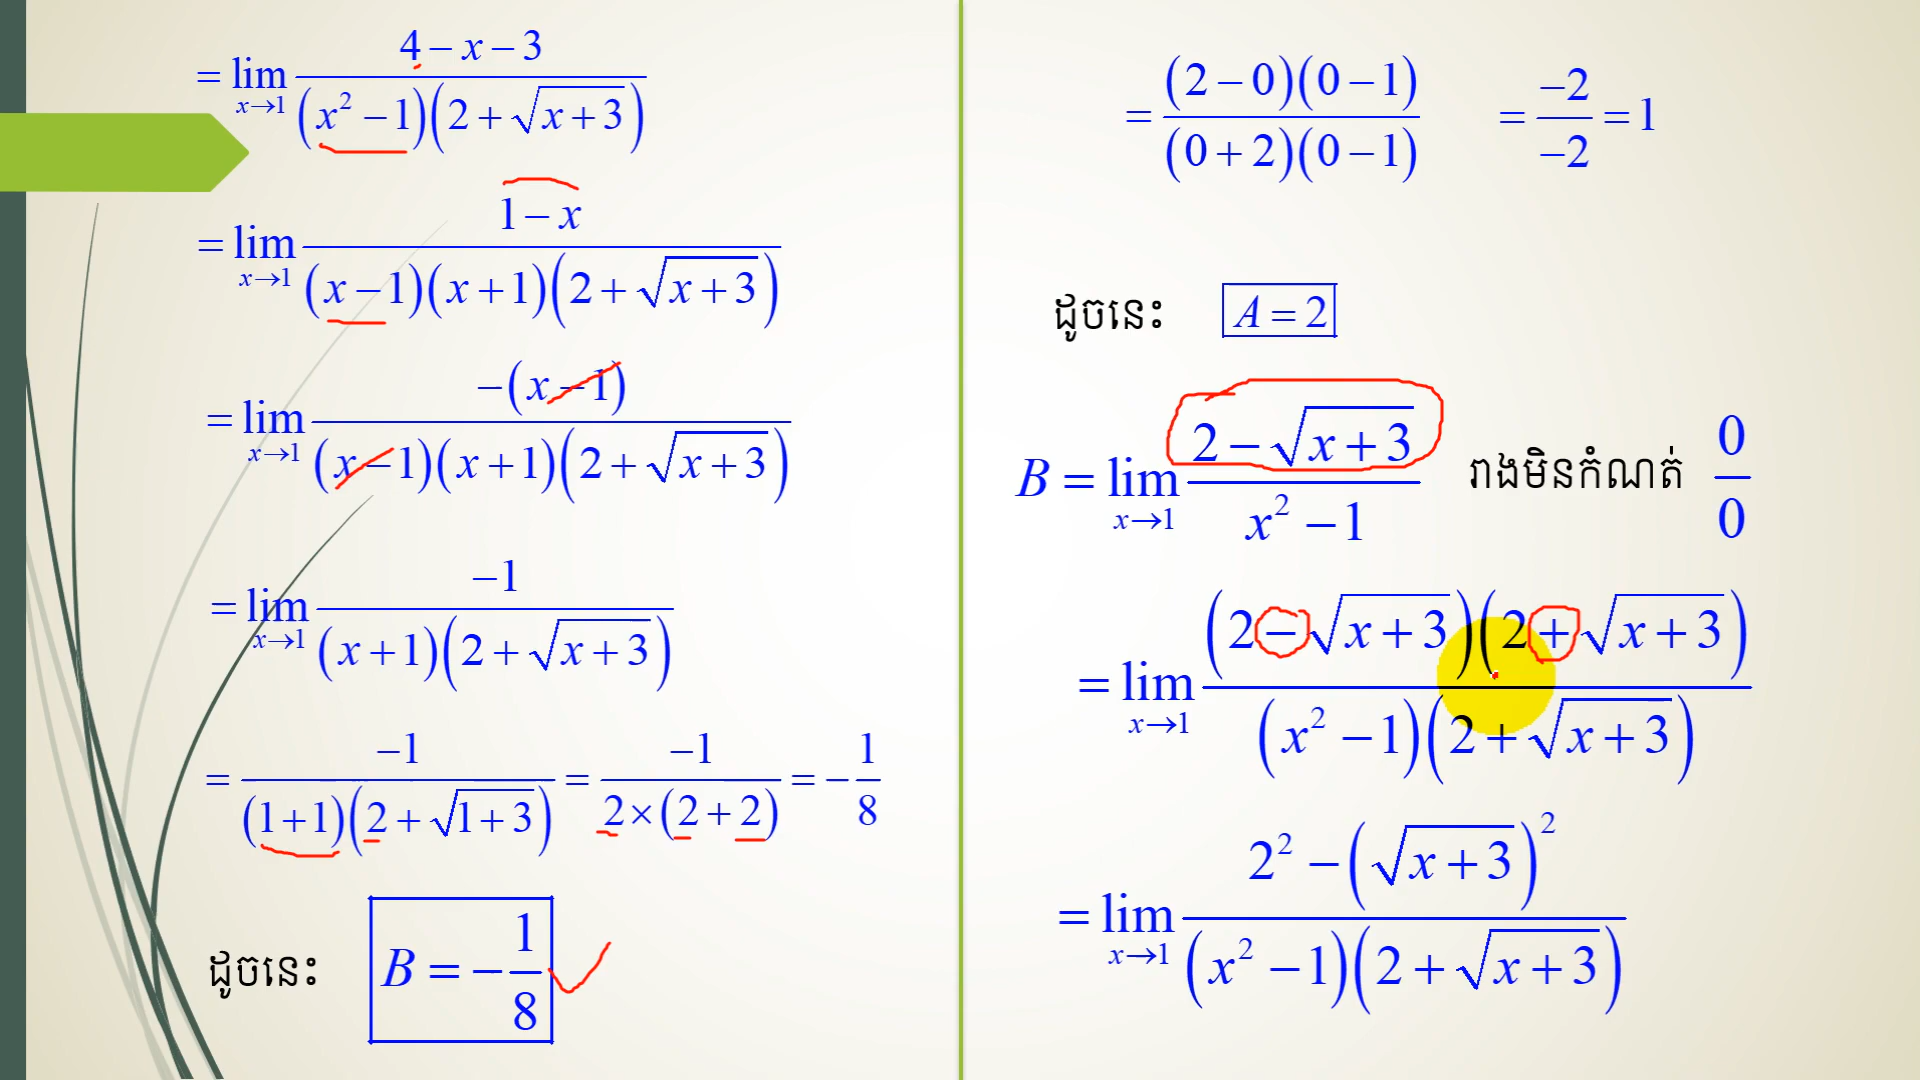 = lim_{x→1} (4 − x − 3) / ((x² − 1)(2 + √(x + 3)))
= lim_{x→1} (1 − x) / ((x − 1)(x + 1)(2 + √(x + 3)))
= lim_{x→1} −(x − 1) / ((x − 1)(x + 1)(2 + √(x + 3)))
= lim_{x→1} −1 / ((x + 1)(2 + √(x + 3)))
= −1 / ((1 + 1)(2 + √(1 + 3))) = −1 / (2 × (2 + 2)) = −1/8
ដូចនេះ B = −1/8
= ((2 − 0)(0 − 1)) / ((0 + 2)(0 − 1)) = −2/−2 = 1
ដូចនេះ A = 2
B = lim_{x→1} (2 − √(x + 3)) / (x² − 1) រាងមិនកំណត់ 0/0
= lim_{x→1} ((2 − √(x + 3))(2 + √(x + 3))) / ((x² − 1)(2 + √(x + 3)))
= lim_{x→1} (2² − (√(x + 3))²) / ((x² − 1)(2 + √(x + 3)))